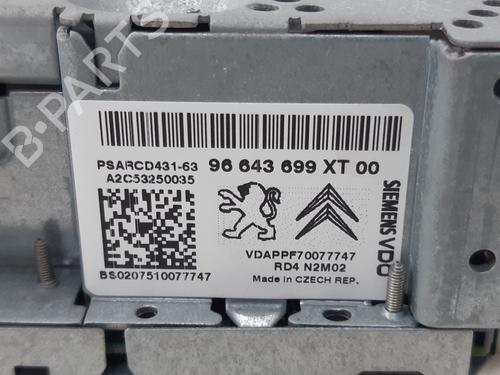 PSARCD431-63 96 643 699 XT 00
A2C53250035
SIEMENS VDO
VDAPPF70077747
RD4 N2M02
BS0207510077747
Made in CZECH REP.
B-PARTS